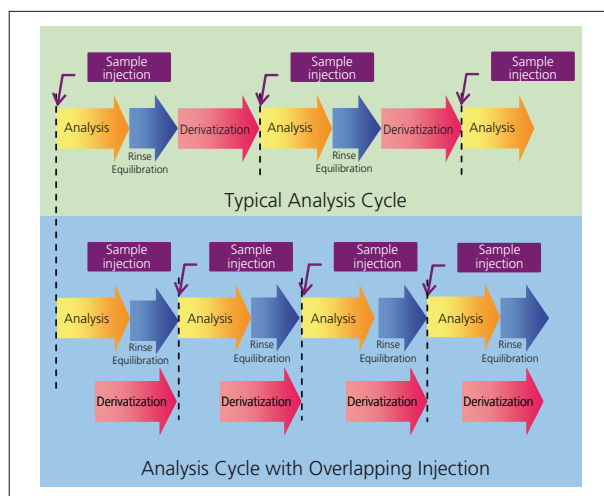 Sample
injection
Sample
injection
Sample
injection
Analysis
Rinse
Equilibration
Derivatization
Analysis
Rinse
Equilibration
Derivatization
Analysis
Typical Analysis Cycle
Sample
injection
Sample
injection
Sample
injection
Sample
injection
Analysis
Rinse
Equilibration
Analysis
Rinse
Equilibration
Analysis
Rinse
Equilibration
Analysis
Rinse
Equilibration
Derivatization
Derivatization
Derivatization
Derivatization
Analysis Cycle with Overlapping Injection